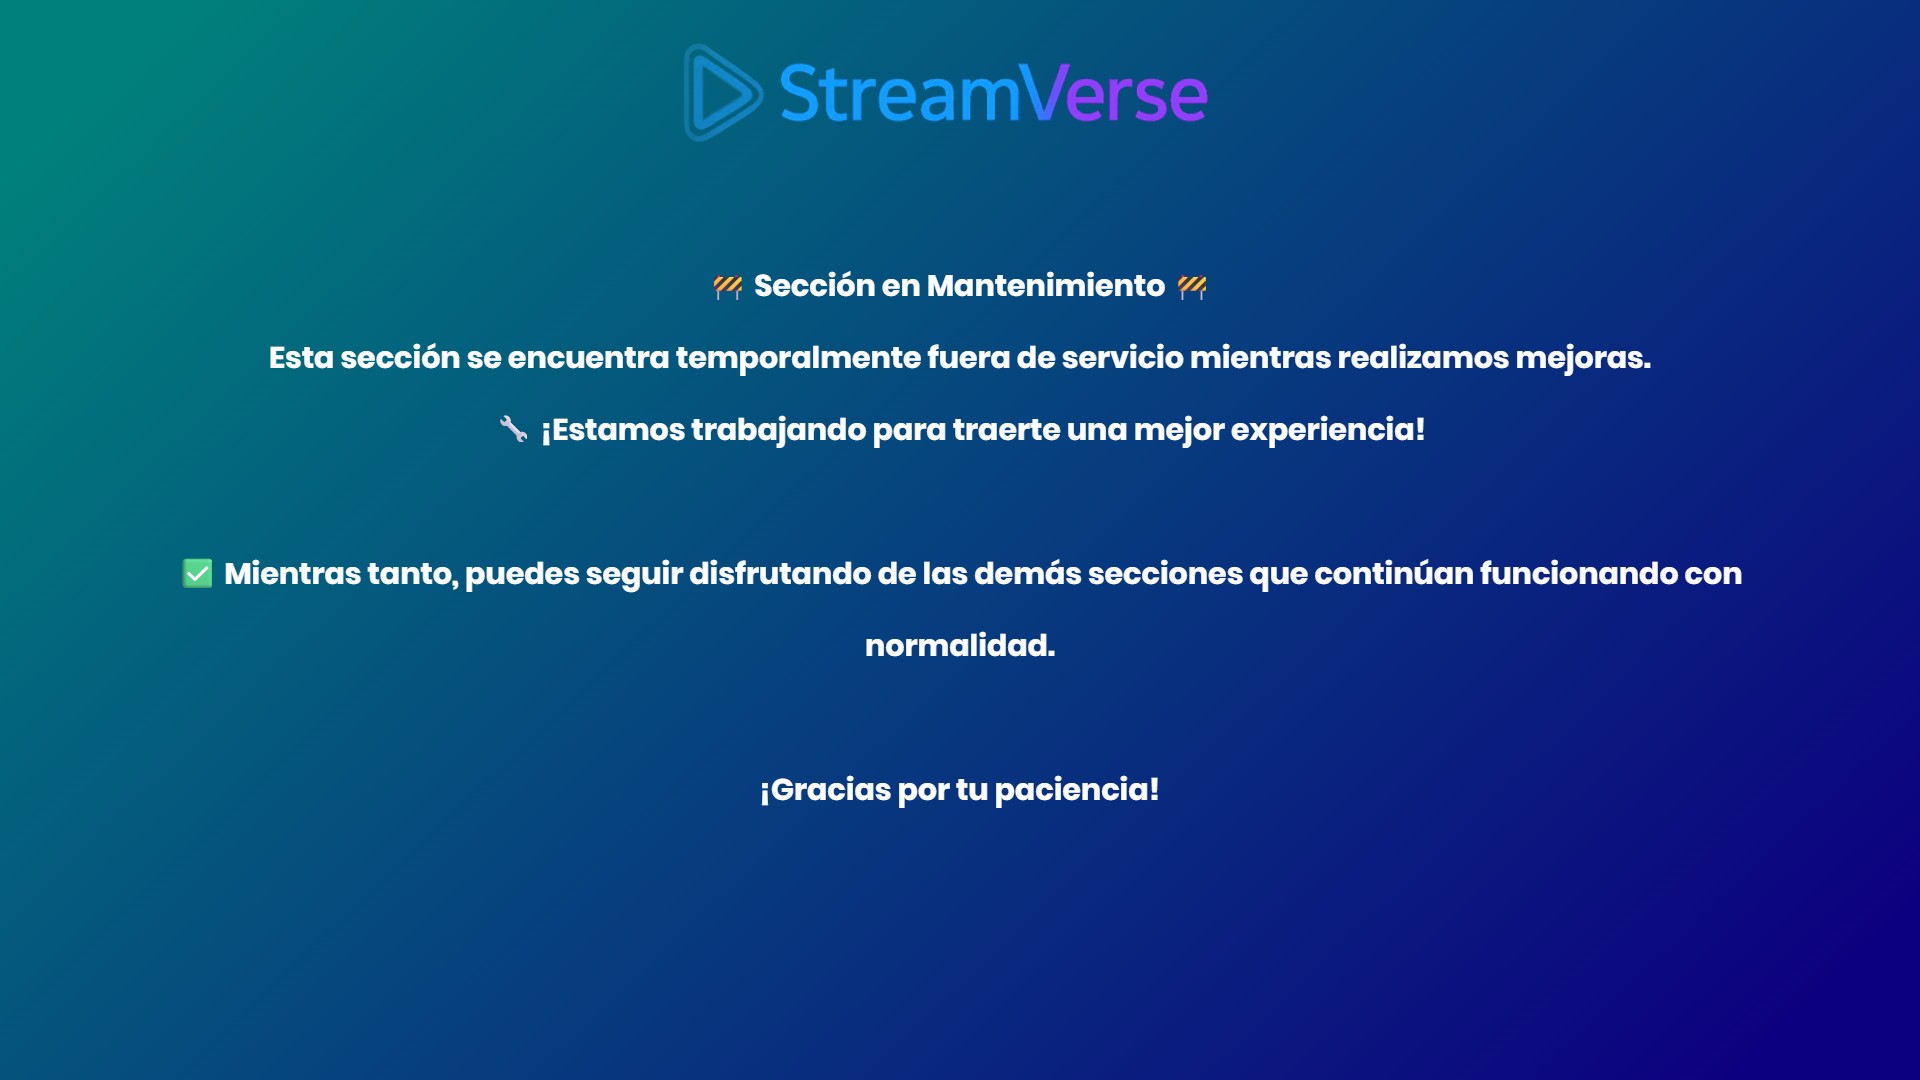 StreamVerse
🚧 Sección en Mantenimiento 🚧
Esta sección se encuentra temporalmente fuera de servicio mientras realizamos mejoras.
🔧 ¡Estamos trabajando para traerte una mejor experiencia!
✅ Mientras tanto, puedes seguir disfrutando de las demás secciones que continúan funcionando con
normalidad.
¡Gracias por tu paciencia!